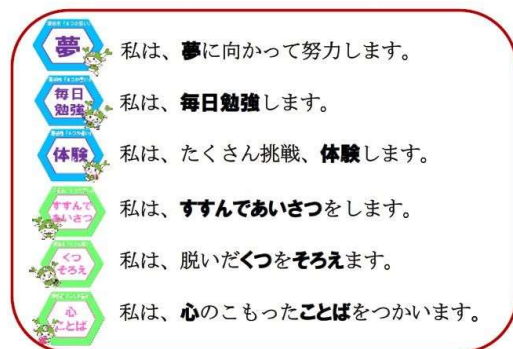 夢
私は、夢に向かって努力します。
毎日
勉強
私は、毎日勉強します。
体験
私は、たくさん挑戦、体験します。
すすんで
あいさつ
私は、すすんであいさつをします。
くつ
そろえ
私は、脱いだくつをそろえます。
心
ことば
私は、心のこもったことばをつかいます。